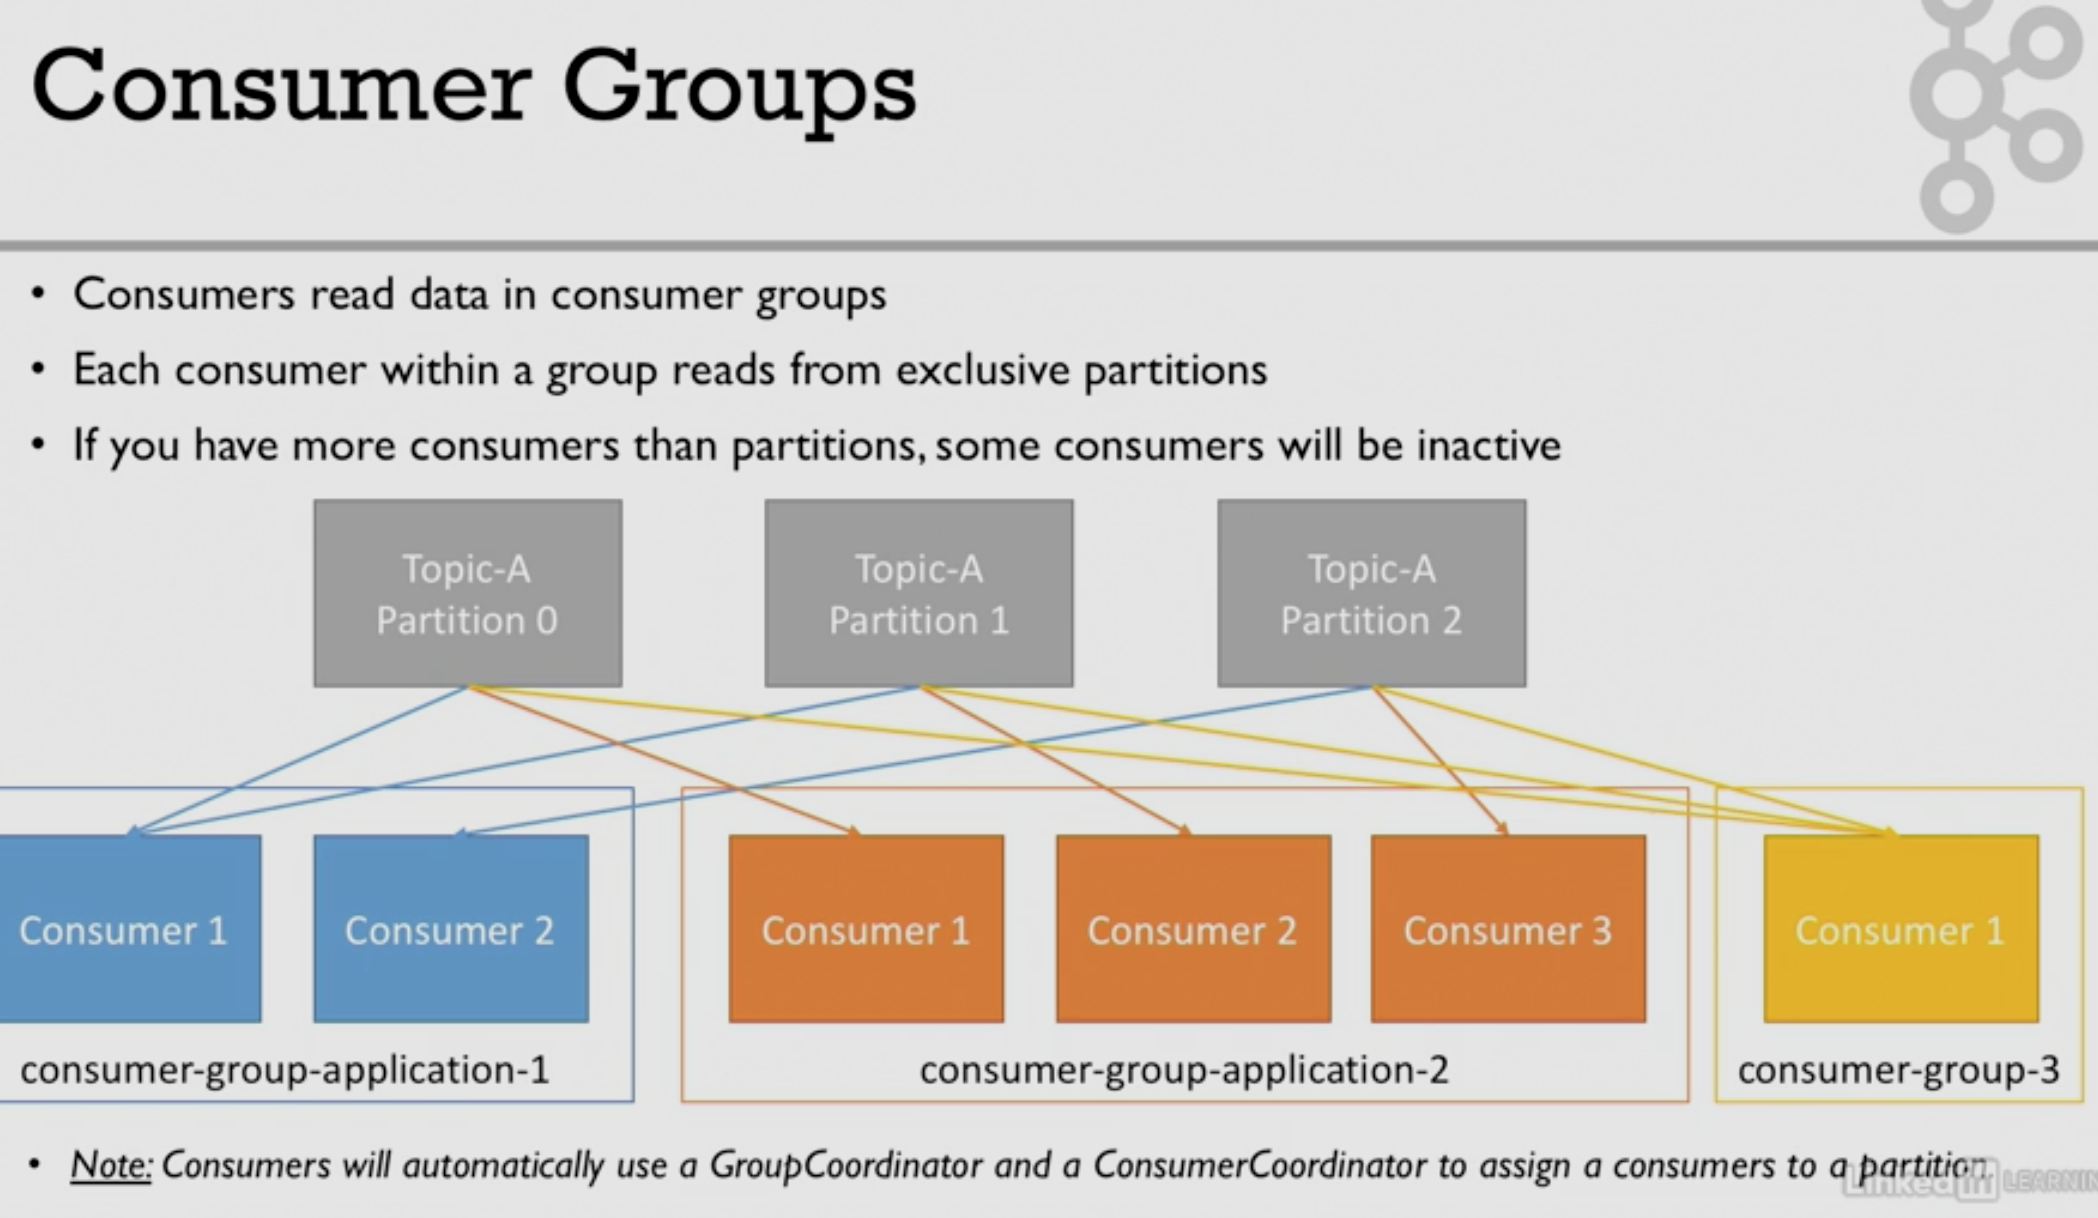 Consumer Groups
• Consumers read data in consumer groups
• Each consumer within a group reads from exclusive partitions
• If you have more consumers than partitions, some consumers will be inactive
Topic-A
Partition 0
Topic-A
Partition 1
Topic-A
Partition 2
Consumer 1
Consumer 2
Consumer 1
Consumer 2
Consumer 3
Consumer 1
consumer-group-application-1
consumer-group-application-2
consumer-group-3
• Note: Consumers will automatically use a GroupCoordinator and a ConsumerCoordinator to assign a consumers to a partition
Linked in LEARNIN